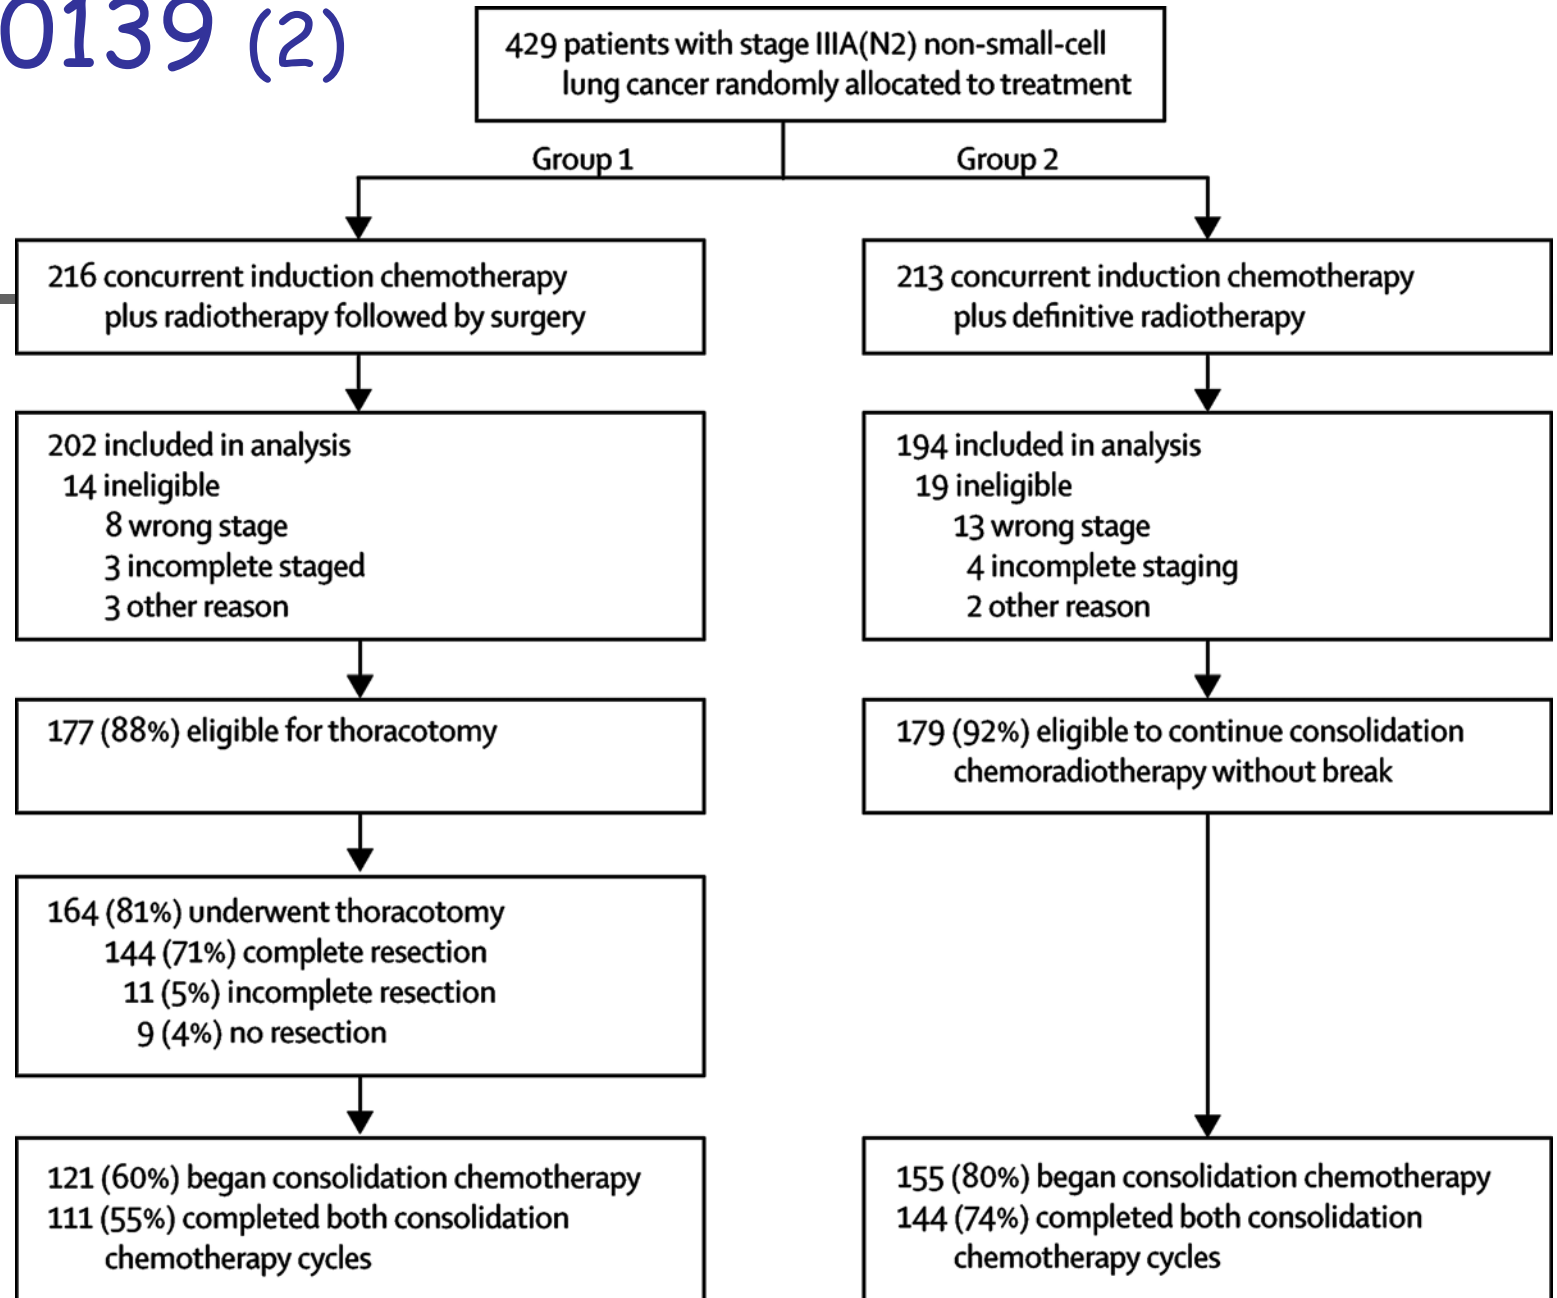 0139 (2)
429 patients with stage IIIA(N2) non-small-cell
lung cancer randomly allocated to treatment
Group 1
Group 2
216 concurrent induction chemotherapy
plus radiotherapy followed by surgery
213 concurrent induction chemotherapy
plus definitive radiotherapy
202 included in analysis
14 ineligible
8 wrong stage
3 incomplete staged
3 other reason
194 included in analysis
19 ineligible
13 wrong stage
4 incomplete staging
2 other reason
177 (88%) eligible for thoracotomy
179 (92%) eligible to continue consolidation
chemoradiotherapy without break
164 (81%) underwent thoracotomy
144 (71%) complete resection
11 (5%) incomplete resection
9 (4%) no resection
121 (60%) began consolidation chemotherapy
111 (55%) completed both consolidation
chemotherapy cycles
155 (80%) began consolidation chemotherapy
144 (74%) completed both consolidation
chemotherapy cycles